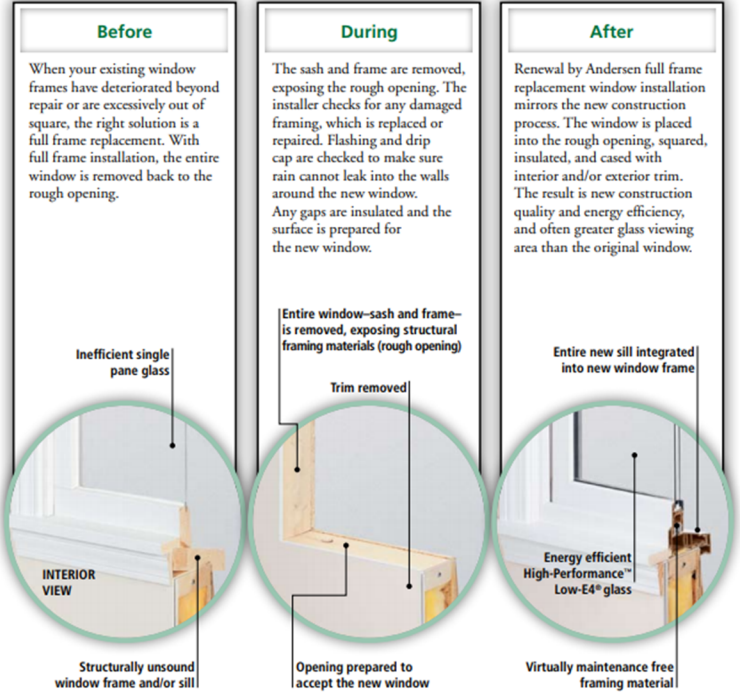 Before
When your existing window
frames have deteriorated beyond
repair or are excessively out of
square, the right solution is a
full frame replacement. With
full frame installation, the entire
window is removed back to the
rough opening.
Inefficient single
pane glass
INTERIOR
VIEW
Structurally unsound
window frame and/or sill
During
The sash and frame are removed,
exposing the rough opening. The
installer checks for any damaged
framing, which is replaced or
repaired. Flashing and drip
cap are checked to make sure
rain cannot leak into the walls
around the new window.
Any gaps are insulated and the
surface is prepared for
the new window.
Entire window–sash and frame–
is removed, exposing structural
framing materials (rough opening)
Trim removed
Opening prepared to
accept the new window
After
Renewal by Andersen full frame
replacement window installation
mirrors the new construction
process. The window is placed
into the rough opening, squared,
insulated, and cased with
interior and/or exterior trim.
The result is new construction
quality and energy efficiency,
and often greater glass viewing
area than the original window.
Entire new sill integrated
into new window frame
Energy efficient
High-Performance™
Low-E4® glass
Virtually maintenance free
framing material